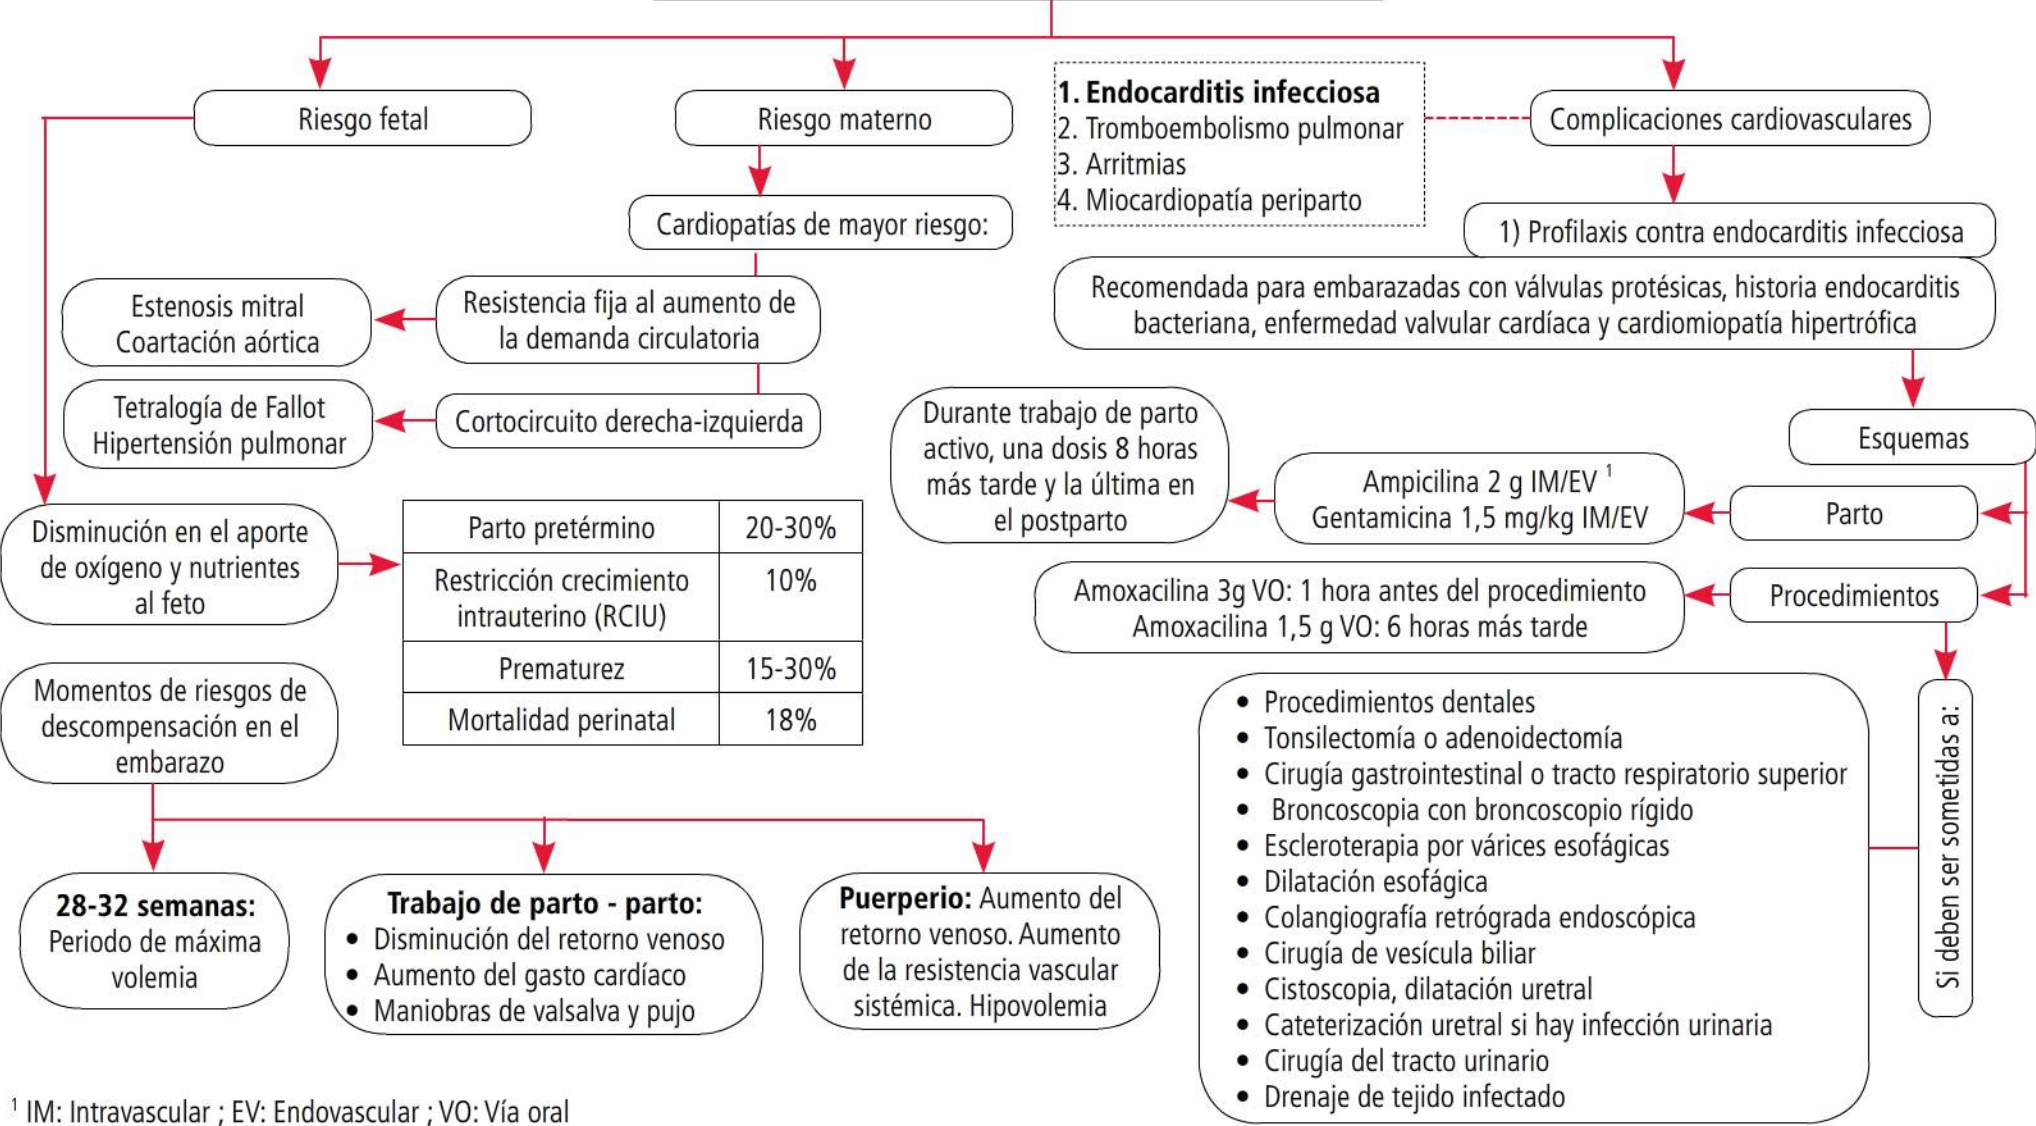 Riesgo fetal
Riesgo materno
1. Endocarditis infecciosa
2. Tromboembolismo pulmonar
3. Arritmias
4. Miocardiopatía periparto
Complicaciones cardiovasculares
Cardiopatías de mayor riesgo:
1) Profilaxis contra endocarditis infecciosa
Recomendada para embarazadas con válvulas protésicas, historia endocarditis
bacteriana, enfermedad valvular cardíaca y cardiomiopatía hipertrófica
Estenosis mitral
Coartación aórtica
Resistencia fija al aumento de
la demanda circulatoria
Tetralogía de Fallot
Hipertensión pulmonar
Cortocircuito derecha-izquierda
Durante trabajo de parto
activo, una dosis 8 horas
más tarde y la última en
el postparto
Esquemas
Ampicilina 2 g IM/EV 1
Gentamicina 1,5 mg/kg IM/EV
Parto
Disminución en el aporte
de oxígeno y nutrientes
al feto
Parto pretérmino 20-30%
Restricción crecimiento 10%
intrauterino (RCIU)
Prematurez 15-30%
Mortalidad perinatal 18%
Amoxacilina 3g VO: 1 hora antes del procedimiento
Amoxacilina 1,5 g VO: 6 horas más tarde
Procedimientos
Momentos de riesgos de
descompensación en el
embarazo
Si deben ser sometidas a:
• Procedimientos dentales
• Tonsilectomía o adenoidectomía
• Cirugía gastrointestinal o tracto respiratorio superior
• Broncoscopia con broncoscopio rígido
• Escleroterapia por várices esofágicas
• Dilatación esofágica
• Colangiografía retrógrada endoscópica
• Cirugía de vesícula biliar
• Cistoscopia, dilatación uretral
• Cateterización uretral si hay infección urinaria
• Cirugía del tracto urinario
• Drenaje de tejido infectado
28-32 semanas:
Periodo de máxima
volemia
Trabajo de parto - parto:
• Disminución del retorno venoso
• Aumento del gasto cardíaco
• Maniobras de valsalva y pujo
Puerperio: Aumento del
retorno venoso. Aumento
de la resistencia vascular
sistémica. Hipovolemia
1 IM: Intravascular ; EV: Endovascular ; VO: Vía oral